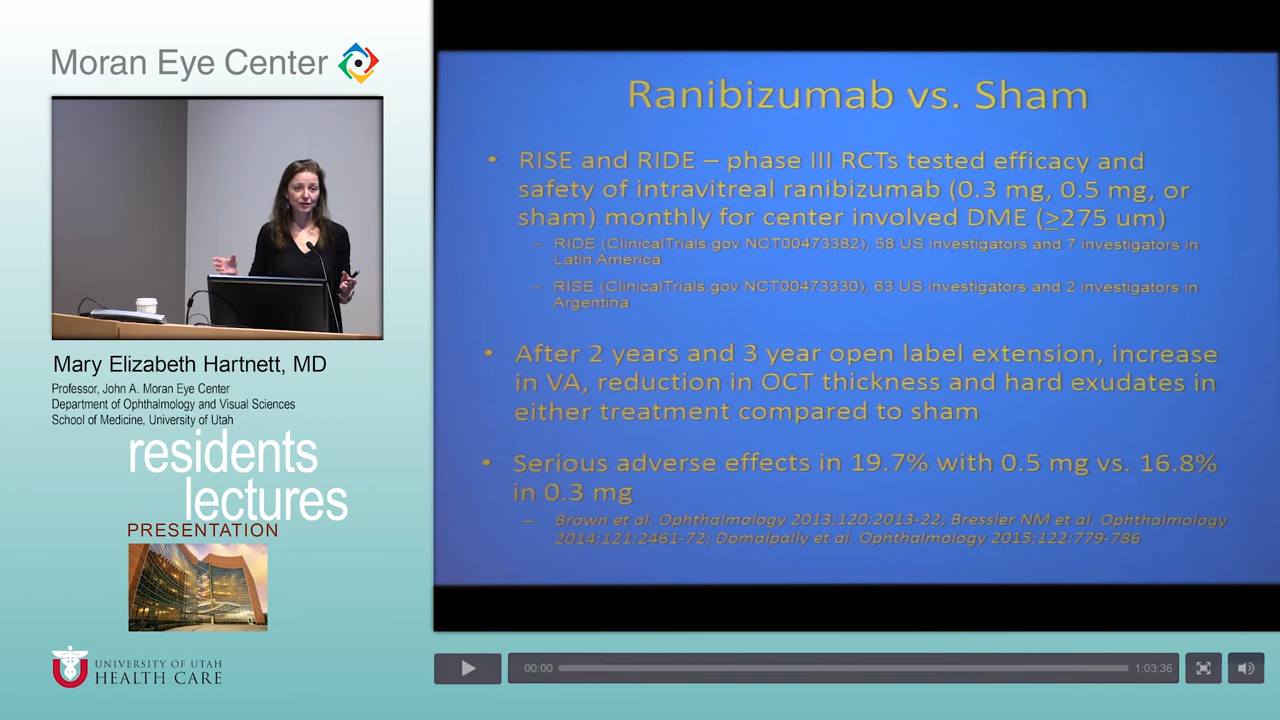 Moran Eye Center
Mary Elizabeth Hartnett, MD
Professor, John A. Moran Eye Center
Department of Ophthalmology and Visual Sciences
School of Medicine, University of Utah
residents
lectures
PRESENTATION
UNIVERSITY OF UTAH
HEALTH CARE
Ranibizumab vs. Sham
• RISE and RIDE – phase III RCTs tested efficacy and
safety of intravitreal ranibizumab (0.3 mg, 0.5 mg, or
sham) monthly for center involved DME (≥275 um)
– RIDE (ClinicalTrials.gov NCT00473382), 58 US investigators and 7 investigators in
Latin America
– RISE (ClinicalTrials.gov NCT00473330), 63 US investigators and 2 investigators in
Argentina
• After 2 years and 3 year open label extension, increase
in VA, reduction in OCT thickness and hard exudates in
either treatment compared to sham
• Serious adverse effects in 19.7% with 0.5 mg vs. 16.8%
in 0.3 mg
– Brown et al. Ophthalmology 2013;120:2013-22; Bressler NM et al. Ophthalmology
2014;121:2461-72; Domalpally et al. Ophthalmology 2015;122:779-786
00:00
1:03:36